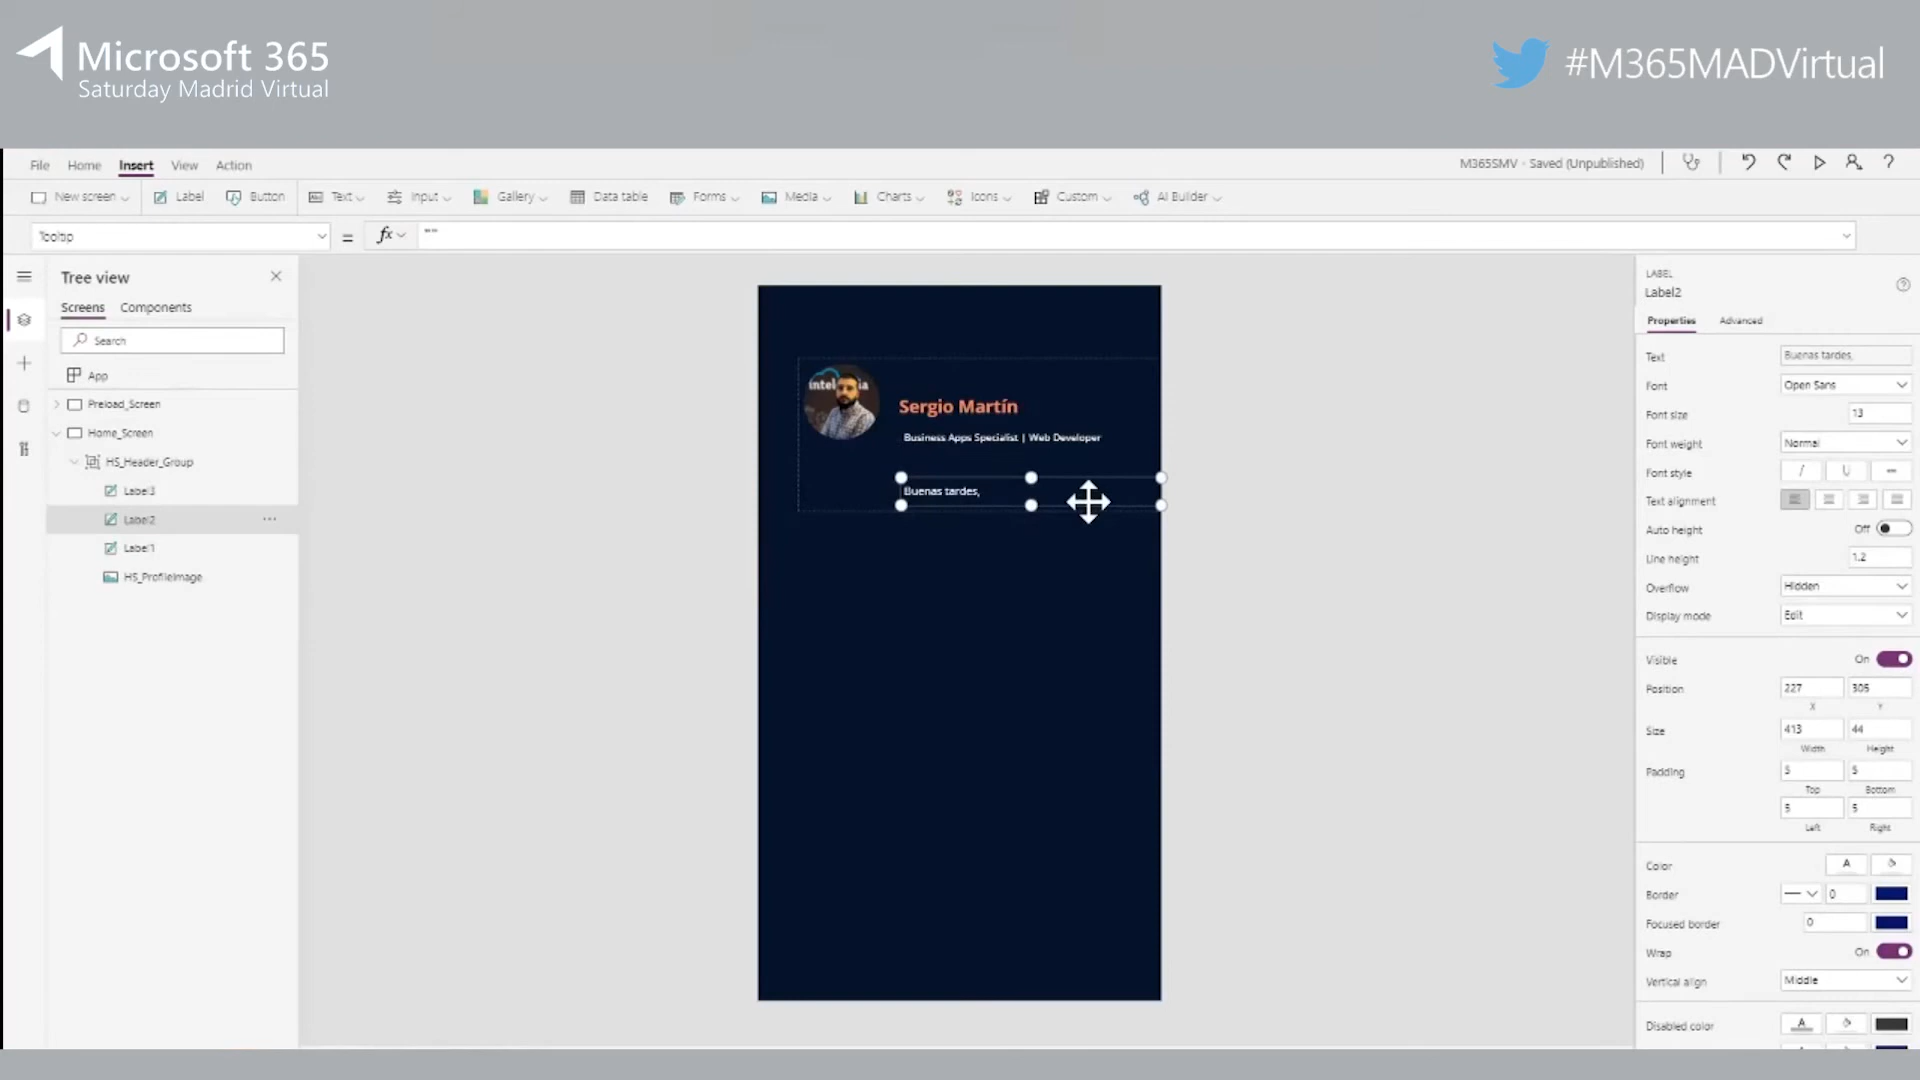 Microsoft 365
Saturday Madrid Virtual
#M365MADVirtual
File Home Insert View Action
M365SMV - Saved (Unpublished)
New screen Label Button Text Input Gallery Data table Forms Media Charts Icons Custom AI Builder
Tooltip = fx ""
Tree view
Screens Components
Search
App
Preload_Screen
Home_Screen
HS_Header_Group
Label3
Label2
Label1
HS_ProfileImage
Sergio Martín
Business Apps Specialist | Web Developer
Buenas tardes,
LABEL
Label2
Properties Advanced
Text Buenas tardes,
Font Open Sans
Font size 13
Font weight Normal
Font style
Text alignment
Auto height Off
Line height 1.2
Overflow Hidden
Display mode Edit
Visible On
Position 227 305
X Y
Size 413 44
Width Height
Padding 5 5
Top Bottom
5 5
Left Right
Color
Border 0
Focused border 0
Wrap On
Vertical align Middle
Disabled color